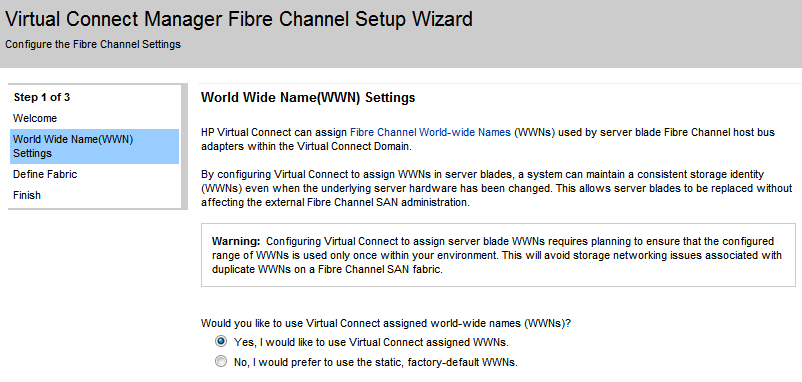 Virtual Connect Manager Fibre Channel Setup Wizard
Configure the Fibre Channel Settings
Step 1 of 3
Welcome
World Wide Name(WWN)
Settings
Define Fabric
Finish
World Wide Name(WWN) Settings
HP Virtual Connect can assign Fibre Channel World-wide Names (WWNs) used by server blade Fibre Channel host bus
adapters within the Virtual Connect Domain.
By configuring Virtual Connect to assign WWNs in server blades, a system can maintain a consistent storage identity
(WWNs) even when the underlying server hardware has been changed. This allows server blades to be replaced without
affecting the external Fibre Channel SAN administration.
Warning: Configuring Virtual Connect to assign server blade WWNs requires planning to ensure that the configured
range of WWNs is used only once within your environment. This will avoid storage networking issues associated with
duplicate WWNs on a Fibre Channel SAN fabric.
Would you like to use Virtual Connect assigned world-wide names (WWNs)?
Yes, I would like to use Virtual Connect assigned WWNs.
No, I would prefer to use the static, factory-default WWNs.